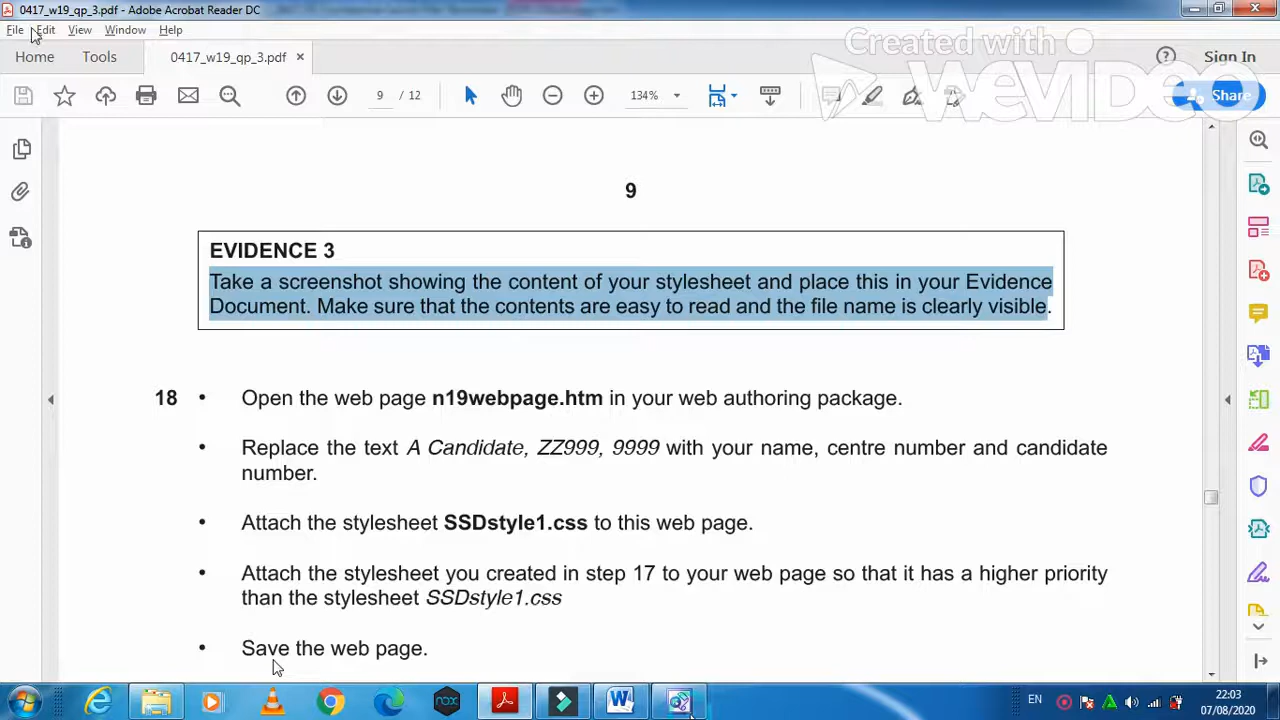 0417_w19_qp_3.pdf - Adobe Acrobat Reader DC
File Edit View Window Help
Created with
WEVIDEO
Home Tools 0417_w19_qp_3.pdf × ? Sign In
9 / 12 134% Share
9
EVIDENCE 3
Take a screenshot showing the content of your stylesheet and place this in your Evidence
Document. Make sure that the contents are easy to read and the file name is clearly visible.
18 • Open the web page n19webpage.htm in your web authoring package.
• Replace the text A Candidate, ZZ999, 9999 with your name, centre number and candidate
number.
• Attach the stylesheet SSDstyle1.css to this web page.
• Attach the stylesheet you created in step 17 to your web page so that it has a higher priority
than the stylesheet SSDstyle1.css
• Save the web page.
nox
EN
22:03
07/08/2020